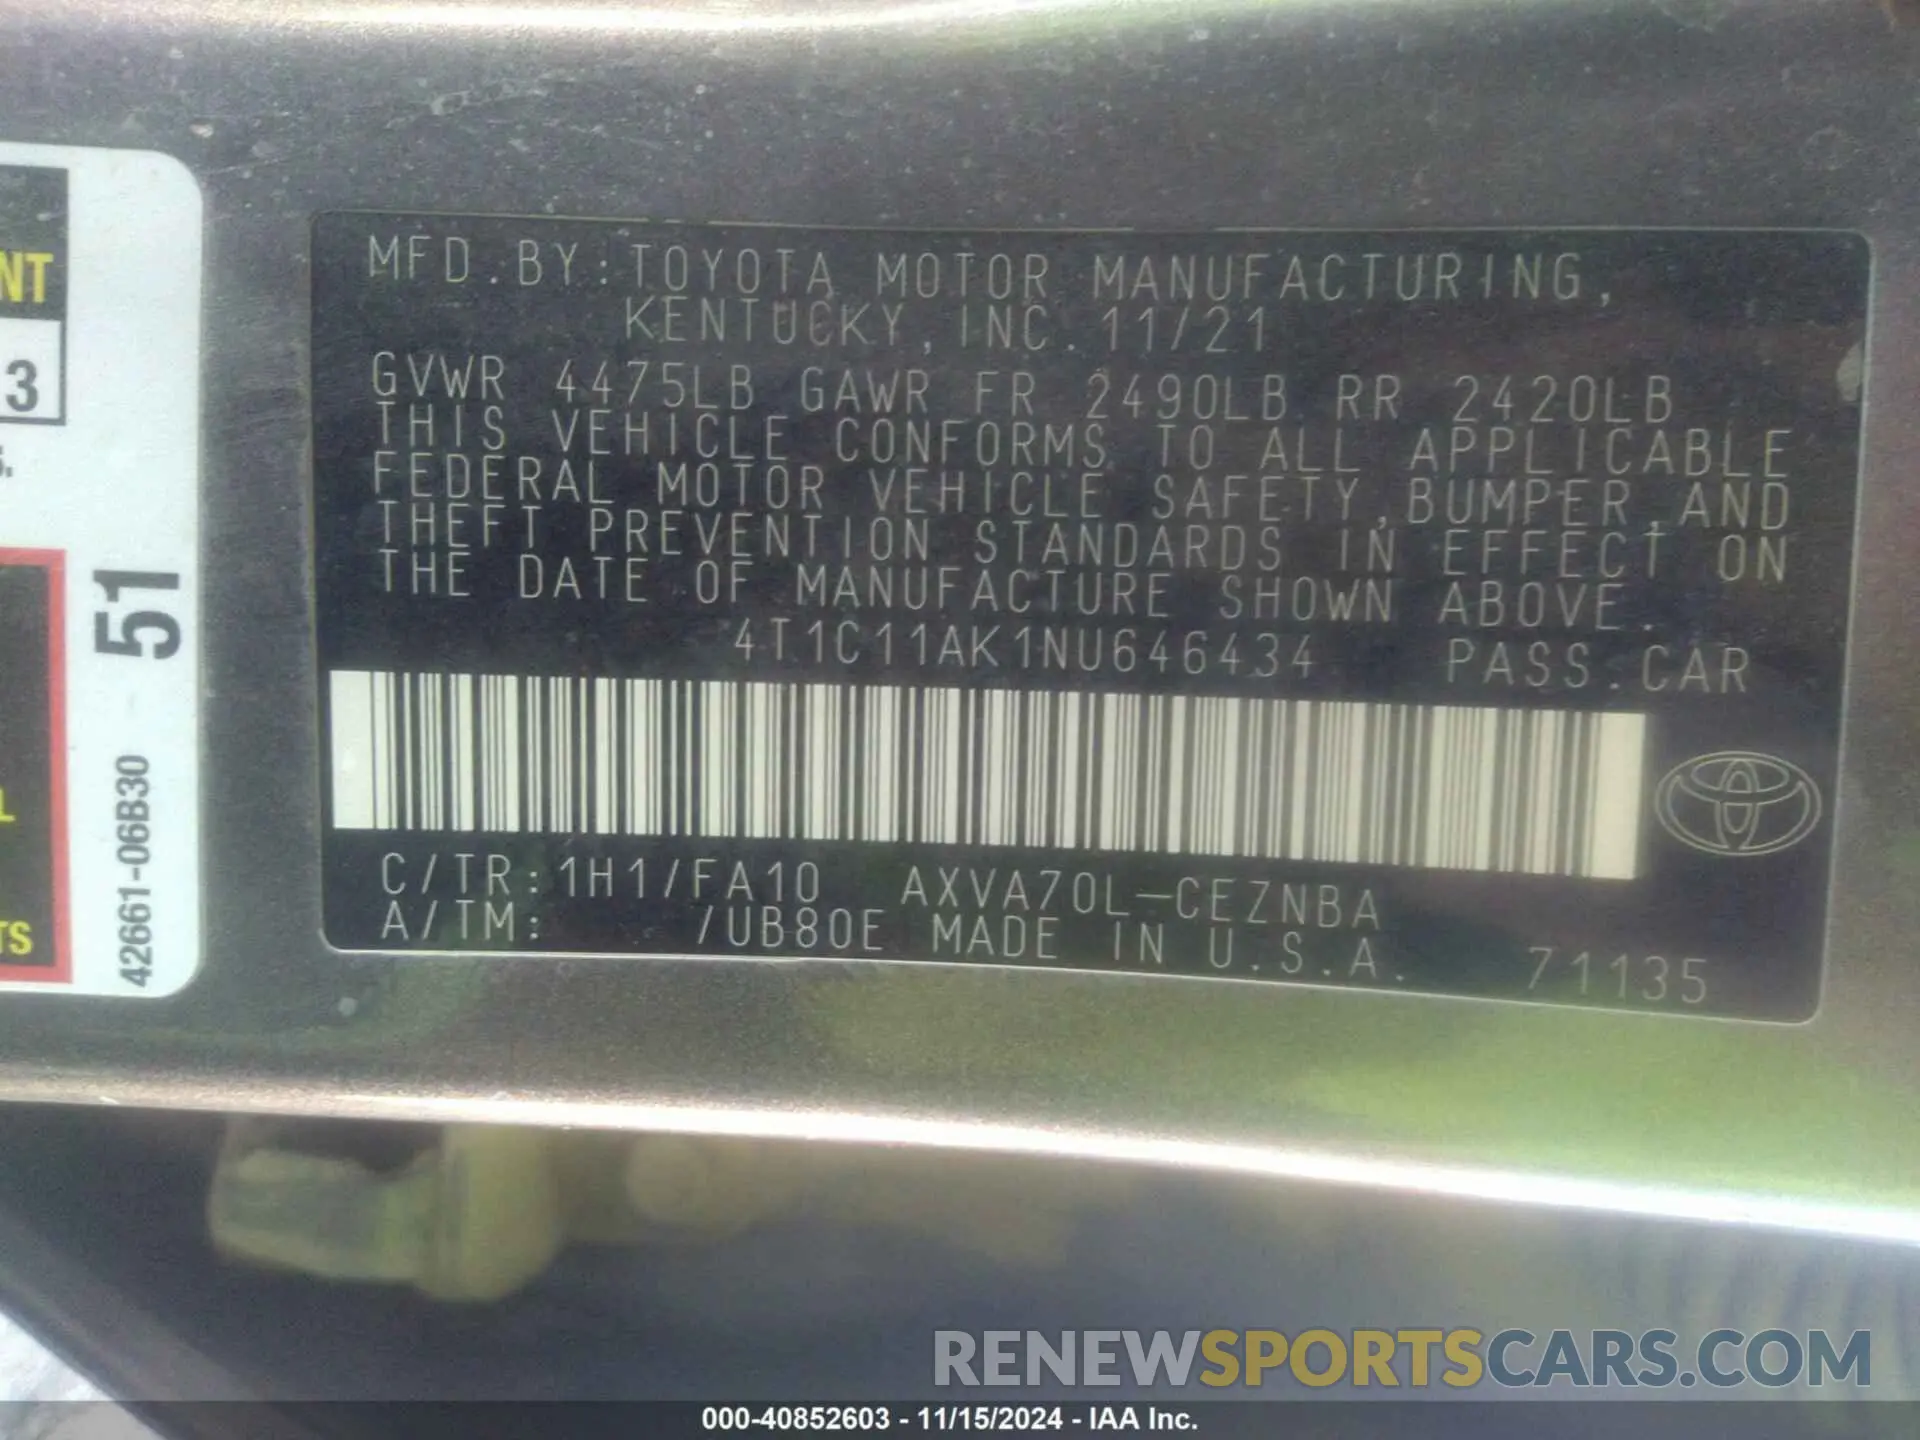 NT
3
51
42661-06B30
L
TS
MFD.BY:TOYOTA MOTOR MANUFACTURING,
KENTUCKY, INC. 11/21
GVWR 4475LB GAWR FR 2490LB RR 2420LB
THIS VEHICLE CONFORMS TO ALL APPLICABLE
FEDERAL MOTOR VEHICLE SAFETY,BUMPER,AND
THEFT PREVENTION STANDARDS IN EFFECT ON
THE DATE OF MANUFACTURE SHOWN ABOVE.
4T1C11AK1NU646434 PASS.CAR
C/TR:1H1/FA10 AXVA70L-CEZNBA
A/TM: /UB80E MADE IN U.S.A. 71135
RENEWSPORTSCARS.COM
000-40852603 - 11/15/2024 - IAA Inc.